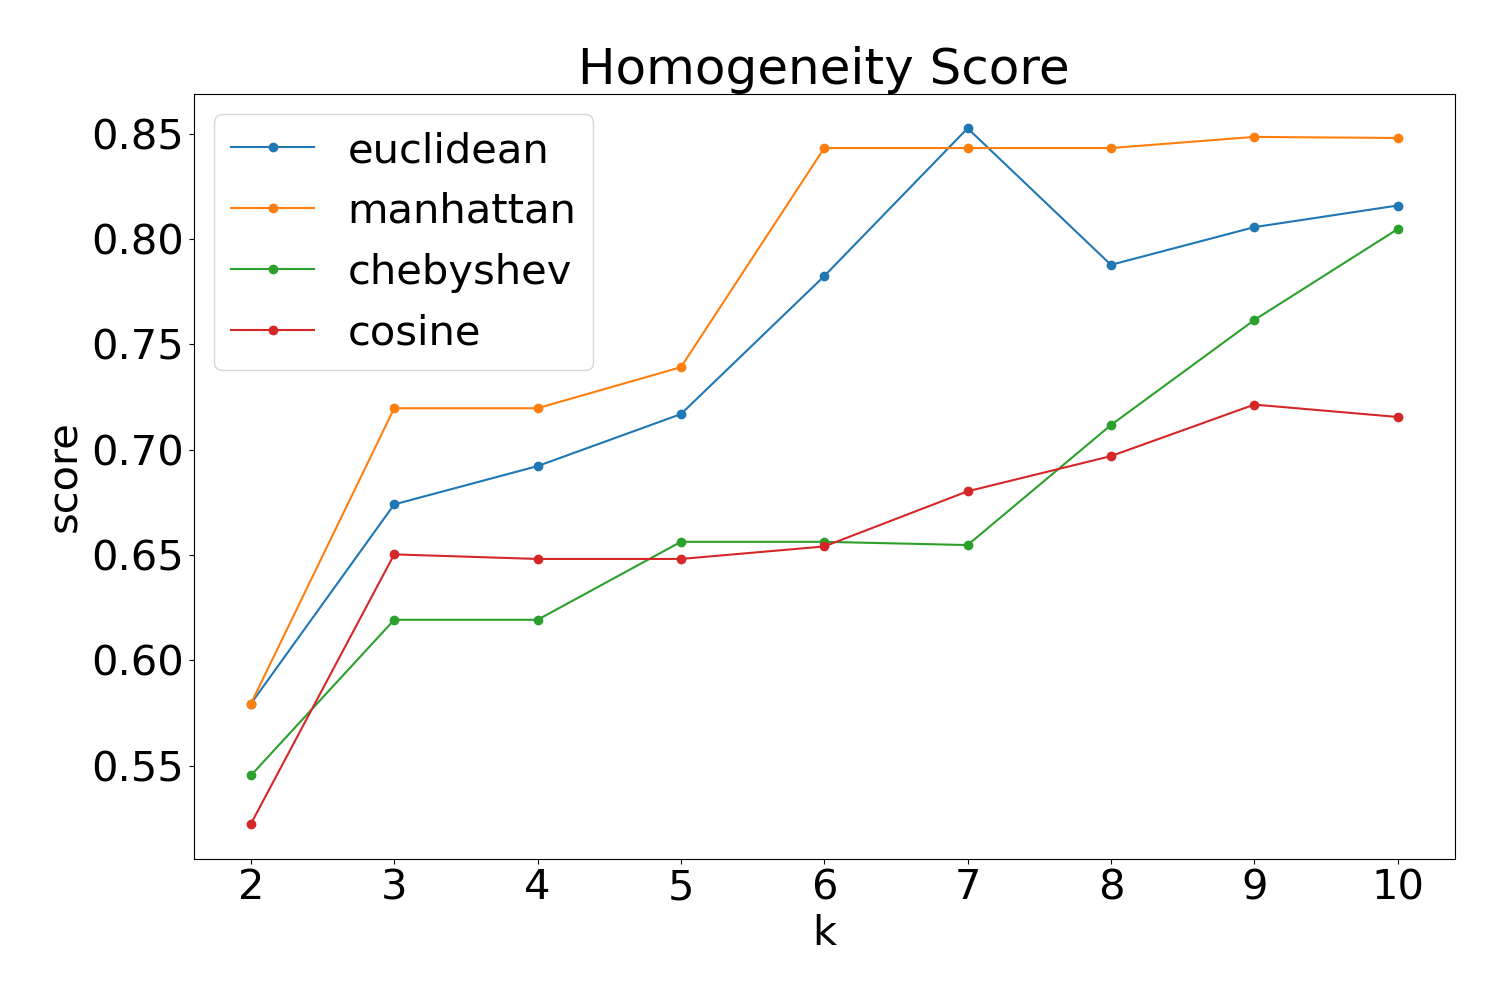 Homogeneity Score
euclidean
manhattan
chebyshev
cosine
0.85
0.80
0.75
0.70
0.65
0.60
0.55
score
2 3 4 5 6 7 8 9 10
k